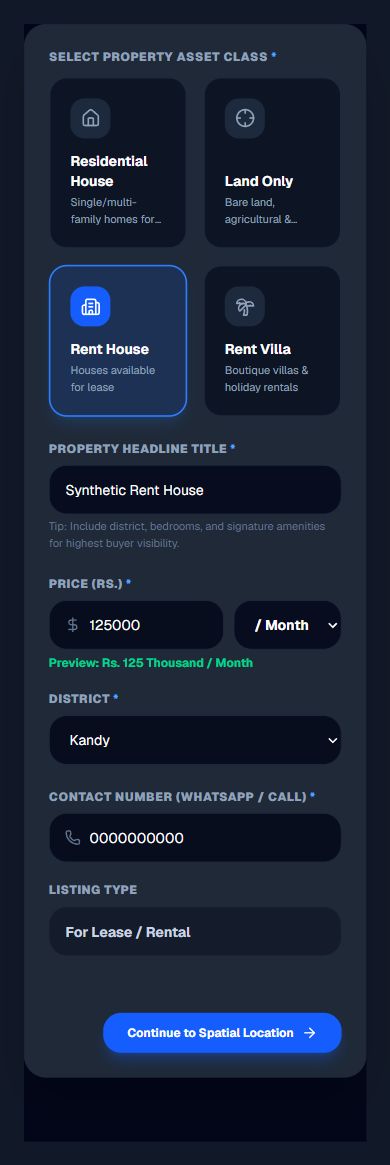 SELECT PROPERTY ASSET CLASS *
Residential
House
Single/multi-
family homes for...
Land Only
Bare land,
agricultural &...
Rent House
Houses available
for lease
Rent Villa
Boutique villas &
holiday rentals
PROPERTY HEADLINE TITLE *
Synthetic Rent House
Tip: Include district, bedrooms, and signature amenities
for highest buyer visibility.
PRICE (RS.) *
$ 125000
/ Month
Preview: Rs. 125 Thousand / Month
DISTRICT *
Kandy
CONTACT NUMBER (WHATSAPP / CALL) *
0000000000
LISTING TYPE
For Lease / Rental
Continue to Spatial Location →